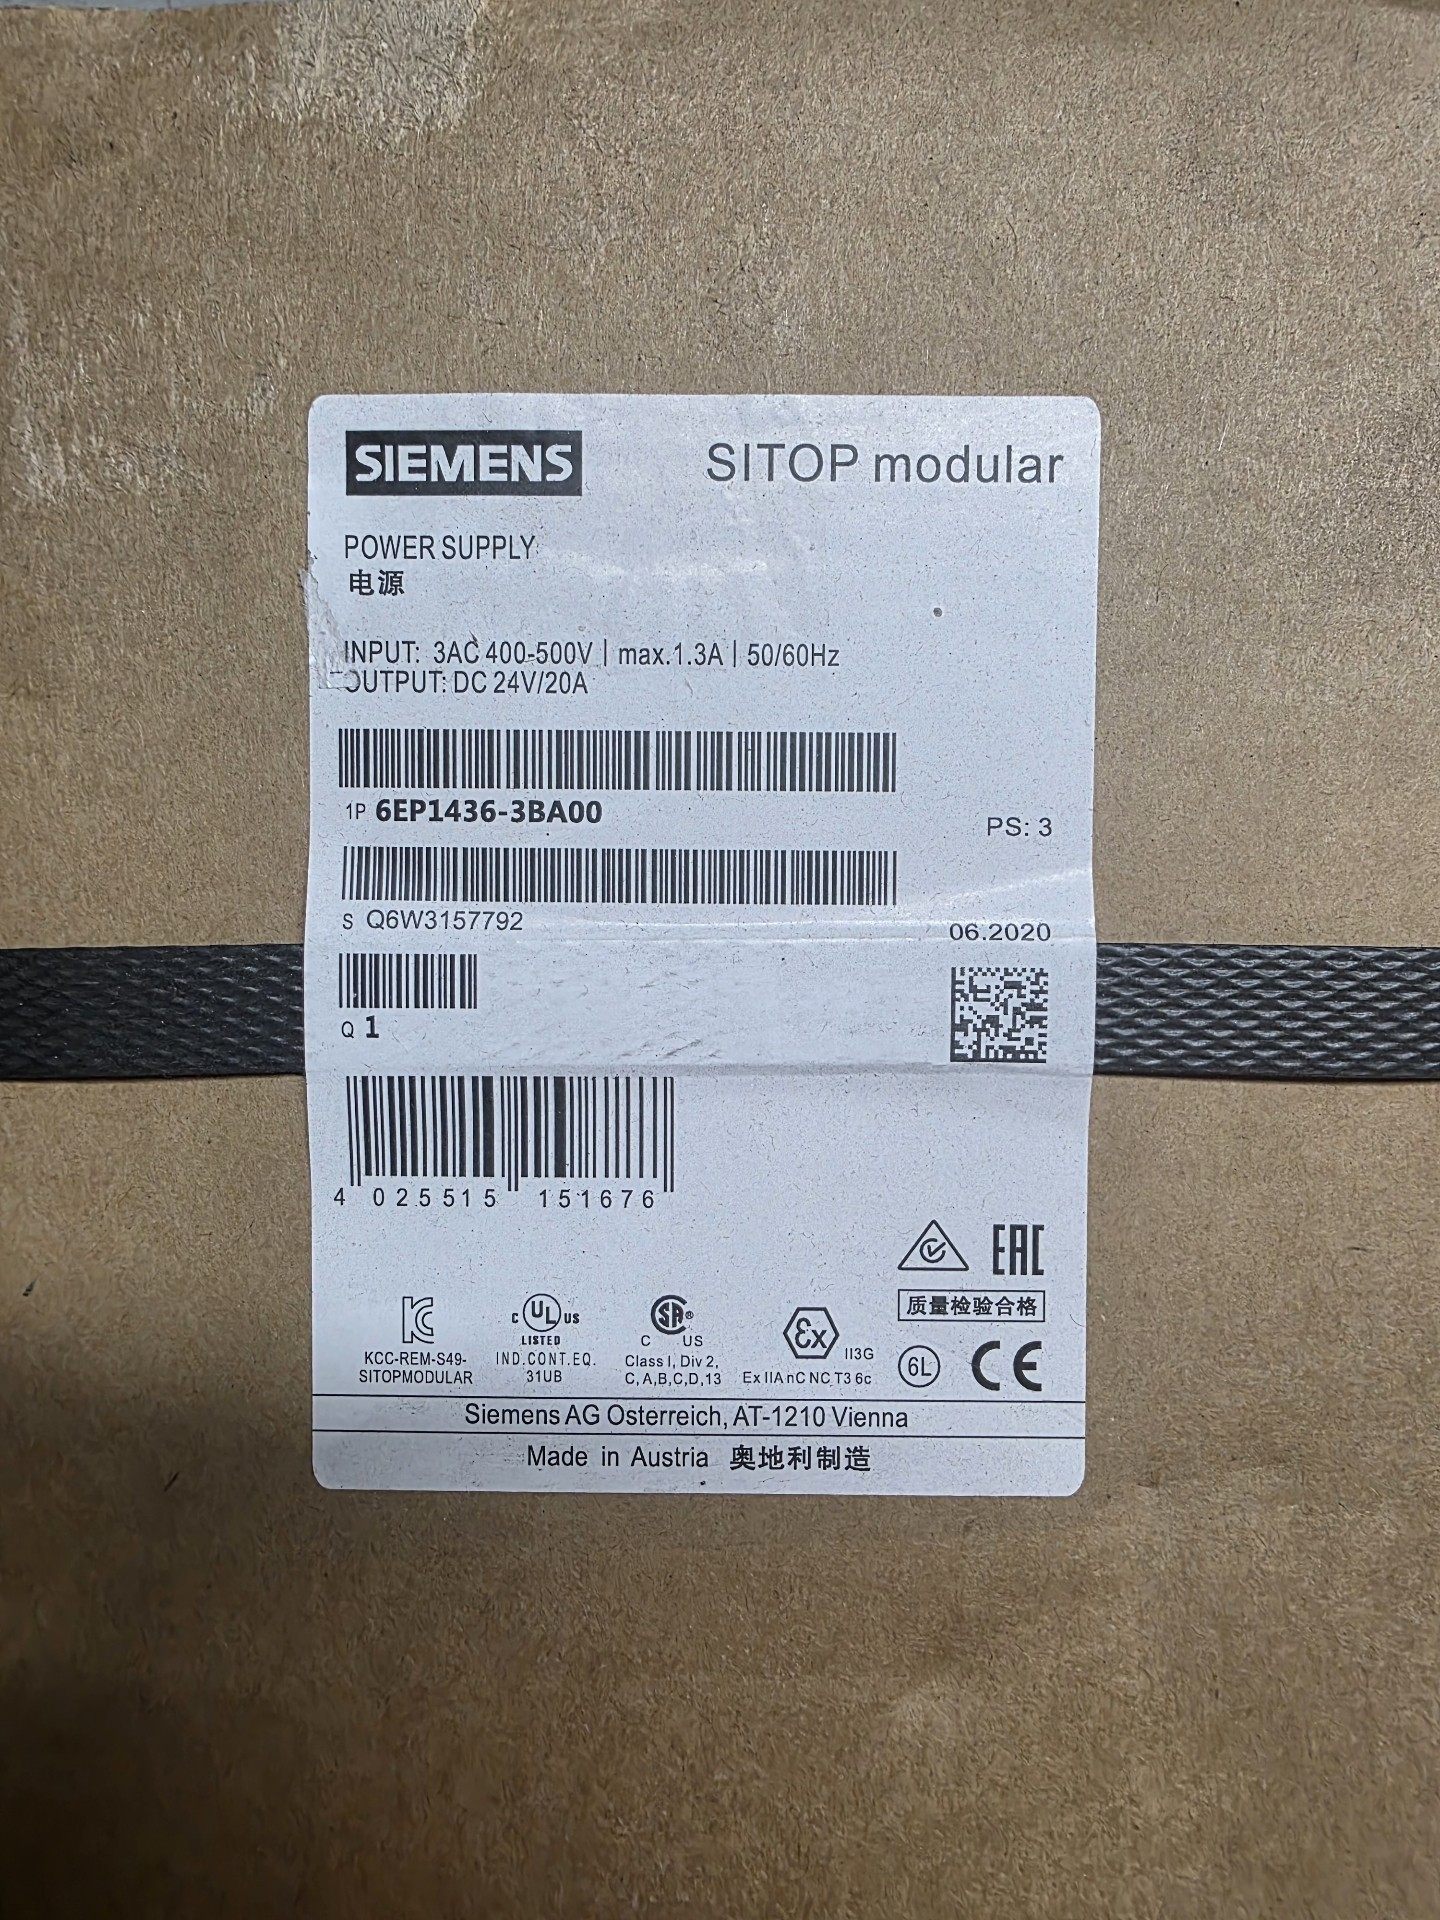 SIEMENS
SITOP modular
POWER SUPPLY
电源
INPUT: 3AC 400-500V | max.1.3A | 50/60Hz
OUTPUT: DC 24V/20A
1P 6EP1436-3BA00
PS: 3
S Q6W3157792
06.2020
Q 1
4 025515 151676
EAC
质量检验合格
KCC-REM-S49-
SITOPMODULAR
C UL US
LISTED
IND.CONT.EQ.
31UB
SA®
C US
Class I, Div 2,
C,A,B,C,D,13
Ex II3G
Ex IIA nC NC T3 6c
6L
CE
Siemens AG Osterreich, AT-1210 Vienna
Made in Austria 奥地利制造